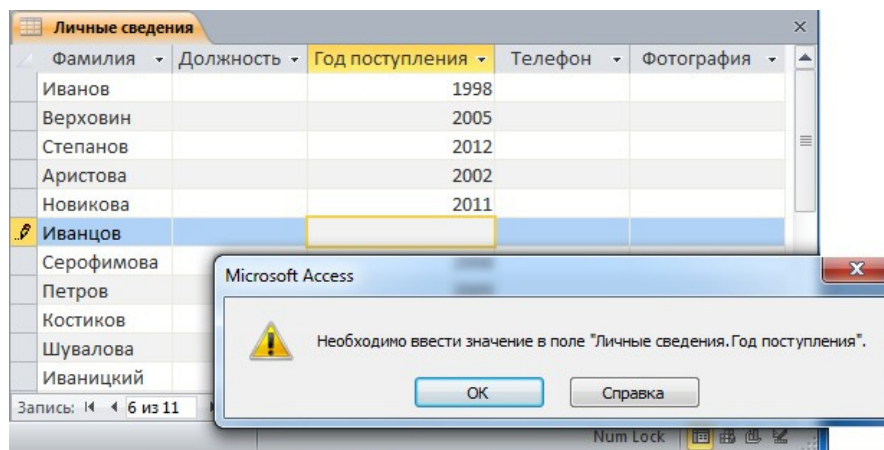 Личные сведения
Фамилия Должность Год поступления Телефон Фотография
Иванов 1998
Верховин 2005
Степанов 2012
Аристова 2002
Новикова 2011
Иванцов
Серофимова
Петров
Костиков
Шувалова
Иваницкий
Microsoft Access
Необходимо ввести значение в поле "Личные сведения.Год поступления".
ОК Справка
Запись: 6 из 11
Num Lock